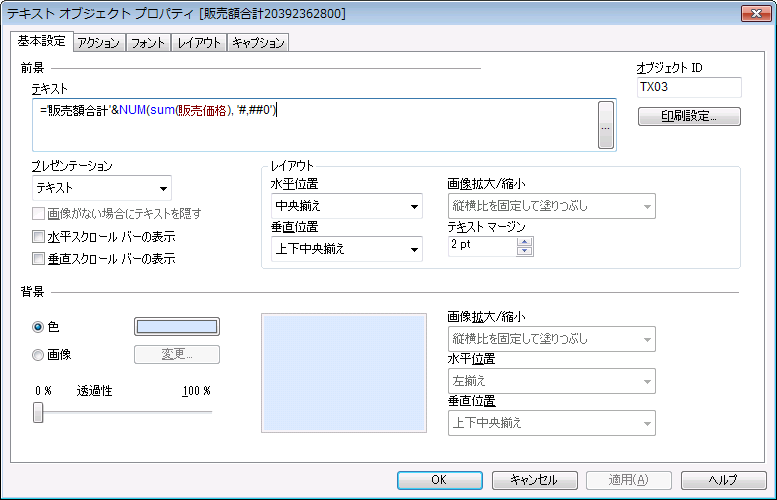 テキスト オブジェクト プロパティ [販売額合計20392362800]
基本設定 アクション フォント レイアウト キャプション
前景
オブジェクト ID
テキスト
TX03
='販売額合計'&NUM(sum(販売価格), '#,##0')
...
印刷設定...
プレゼンテーション
レイアウト
テキスト
水平位置
画像拡大/縮小
中央揃え
縦横比を固定して塗りつぶし
画像がない場合にテキストを隠す
垂直位置
テキスト マージン
水平スクロール バーの表示
上下中央揃え
2 pt
垂直スクロール バーの表示
背景
色
画像拡大/縮小
縦横比を固定して塗りつぶし
画像
変更...
水平位置
左揃え
0 % 透過性 100 %
垂直位置
上下中央揃え
OK キャンセル 適用(A) ヘルプ